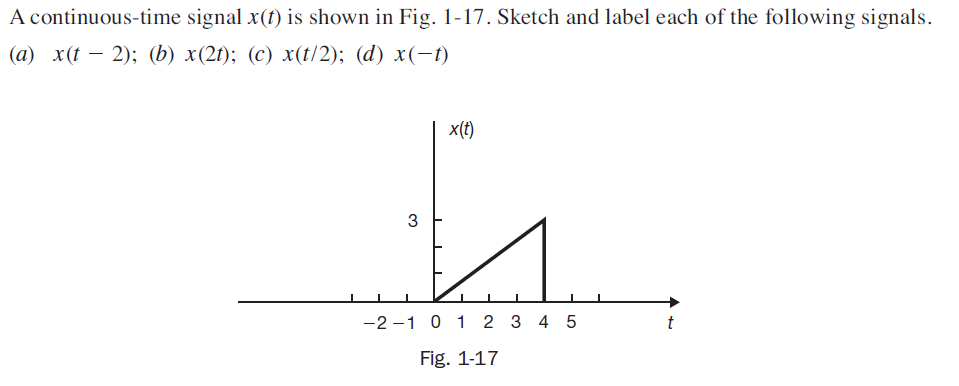 A continuous-time signal x(t) is shown in Fig. 1-17. Sketch and label each of the following signals.
(a) x(t − 2); (b) x(2t); (c) x(t/2); (d) x(−t)
x(t)
3
−2 −1 0 1 2 3 4 5 t
Fig. 1-17